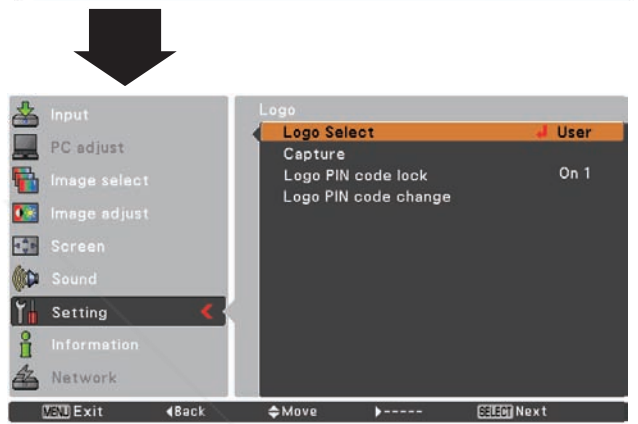 Input
PC adjust
Image select
Image adjust
Screen
Sound
Setting
Information
Network
Logo
Logo Select User
Capture
Logo PIN code lock On 1
Logo PIN code change
MENU Exit Back Move ----- SELECT Next